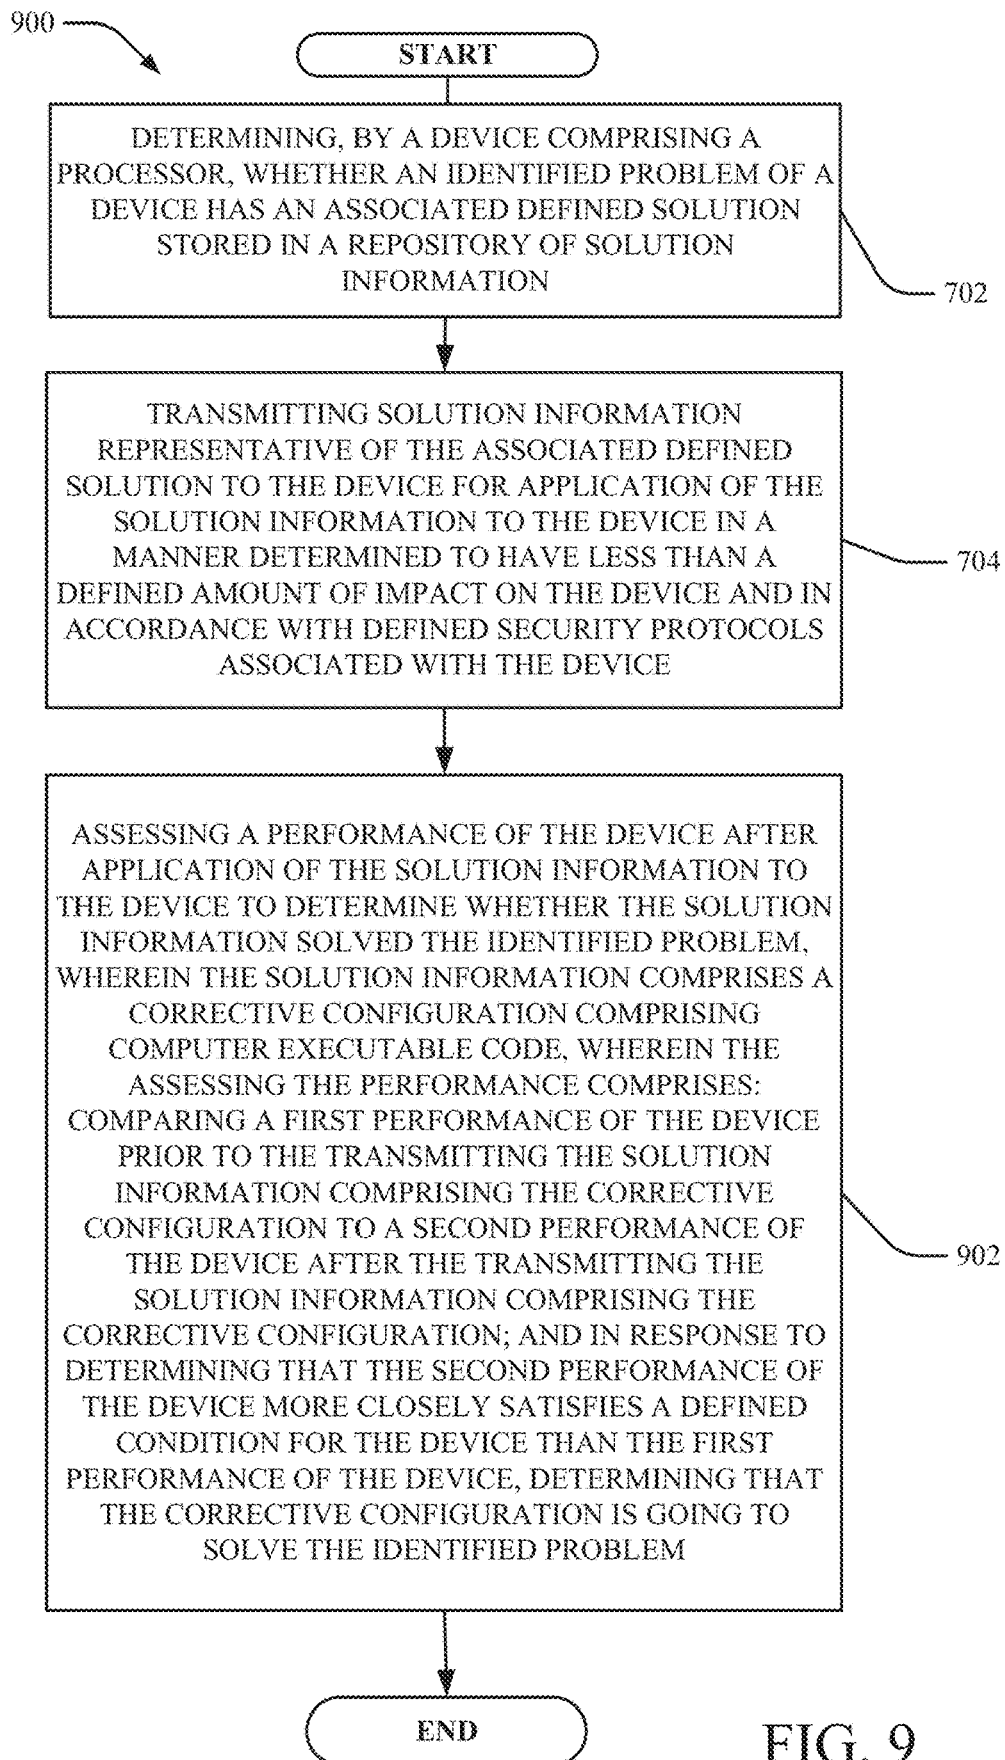 900
START
DETERMINING, BY A DEVICE COMPRISING A
PROCESSOR, WHETHER AN IDENTIFIED PROBLEM OF A
DEVICE HAS AN ASSOCIATED DEFINED SOLUTION
STORED IN A REPOSITORY OF SOLUTION
INFORMATION
702
TRANSMITTING SOLUTION INFORMATION
REPRESENTATIVE OF THE ASSOCIATED DEFINED
SOLUTION TO THE DEVICE FOR APPLICATION OF THE
SOLUTION INFORMATION TO THE DEVICE IN A
MANNER DETERMINED TO HAVE LESS THAN A
DEFINED AMOUNT OF IMPACT ON THE DEVICE AND IN
ACCORDANCE WITH DEFINED SECURITY PROTOCOLS
ASSOCIATED WITH THE DEVICE
704
ASSESSING A PERFORMANCE OF THE DEVICE AFTER
APPLICATION OF THE SOLUTION INFORMATION TO
THE DEVICE TO DETERMINE WHETHER THE SOLUTION
INFORMATION SOLVED THE IDENTIFIED PROBLEM,
WHEREIN THE SOLUTION INFORMATION COMPRISES A
CORRECTIVE CONFIGURATION COMPRISING
COMPUTER EXECUTABLE CODE, WHEREIN THE
ASSESSING THE PERFORMANCE COMPRISES:
COMPARING A FIRST PERFORMANCE OF THE DEVICE
PRIOR TO THE TRANSMITTING THE SOLUTION
INFORMATION COMPRISING THE CORRECTIVE
CONFIGURATION TO A SECOND PERFORMANCE OF
THE DEVICE AFTER THE TRANSMITTING THE
SOLUTION INFORMATION COMPRISING THE
CORRECTIVE CONFIGURATION; AND IN RESPONSE TO
DETERMINING THAT THE SECOND PERFORMANCE OF
THE DEVICE MORE CLOSELY SATISFIES A DEFINED
CONDITION FOR THE DEVICE THAN THE FIRST
PERFORMANCE OF THE DEVICE, DETERMINING THAT
THE CORRECTIVE CONFIGURATION IS GOING TO
SOLVE THE IDENTIFIED PROBLEM
902
END
FIG. 9